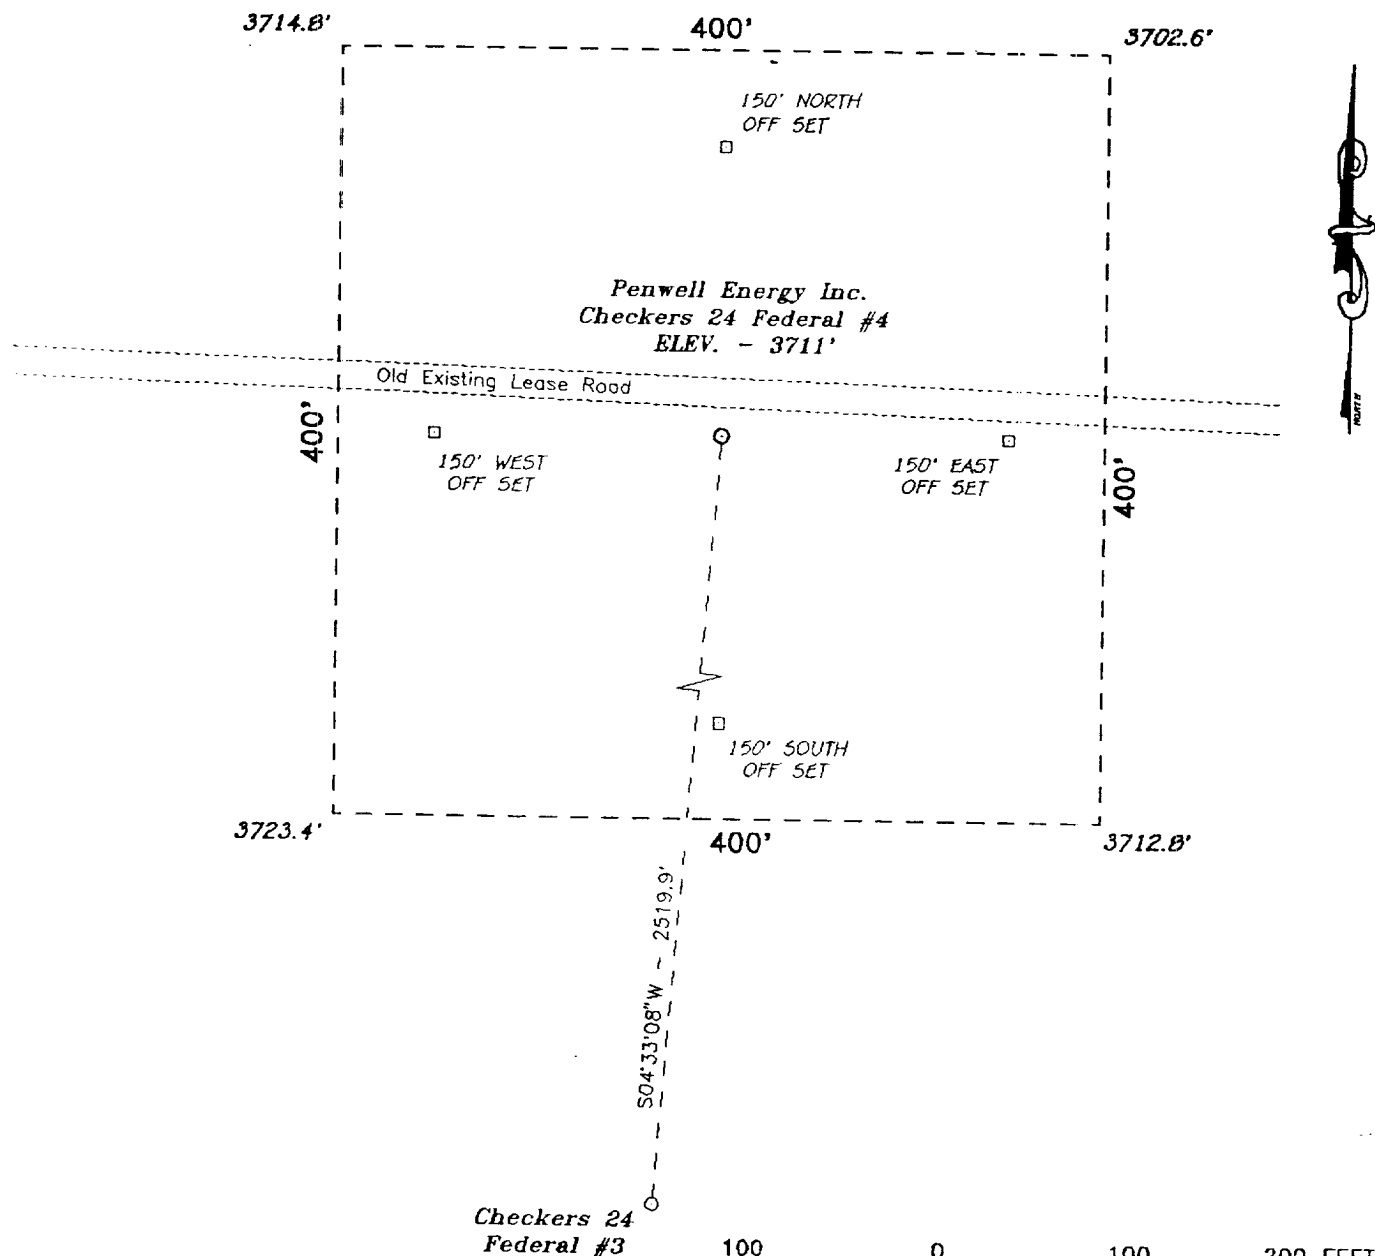 3714.8'
400'
3702.6'
150' NORTH
OFF SET
Penwell Energy Inc.
Checkers 24 Federal #4
ELEV. - 3711'
Old Existing Lease Road
400'
150' WEST
OFF SET
150' EAST
OFF SET
400'
NORTH
150' SOUTH
OFF SET
3723.4'
400'
3712.8'
S04°33'08"W - 2519.9'
Checkers 24
Federal #3
100 0 100 200 FEET